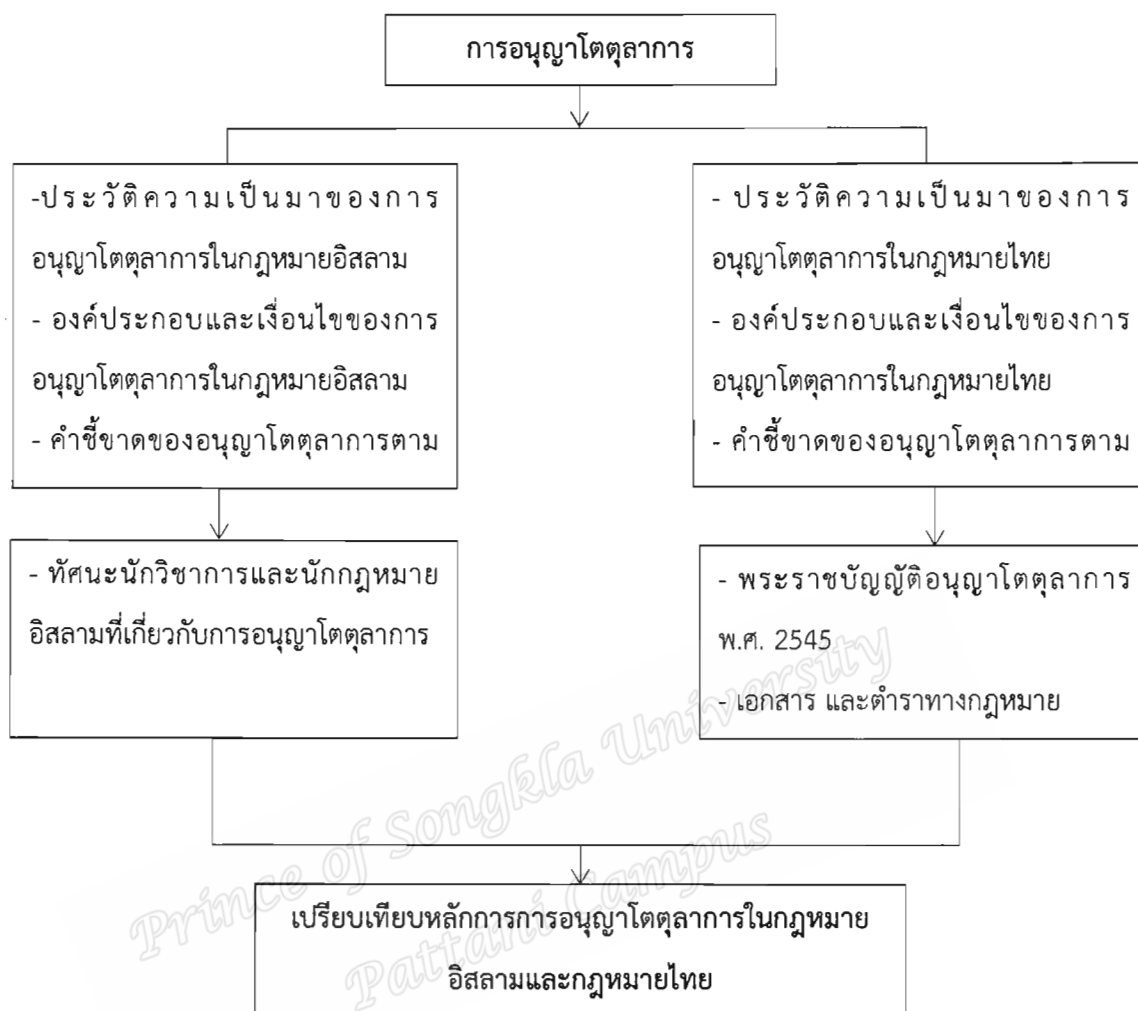 การอนุญาโตตุลาการ
-ประวัติความเป็นมาของการ
อนุญาโตตุลาการในกฎหมายอิสลาม
- องค์ประกอบและเงื่อนไขของการ
อนุญาโตตุลาการในกฎหมายอิสลาม
- คำชี้ขาดของอนุญาโตตุลาการตาม
- ประวัติความเป็นมาของการ
อนุญาโตตุลาการในกฎหมายไทย
- องค์ประกอบและเงื่อนไขของการ
อนุญาโตตุลาการในกฎหมายไทย
- คำชี้ขาดของอนุญาโตตุลาการตาม
- ทัศนะนักวิชาการและนักกฎหมาย
อิสลามที่เกี่ยวกับการอนุญาโตตุลาการ
- พระราชบัญญัติอนุญาโตตุลาการ
พ.ศ. 2545
- เอกสาร และตำราทางกฎหมาย
Prince of Songkla University
Pattani Campus
เปรียบเทียบหลักการการอนุญาโตตุลาการในกฎหมาย
อิสลามและกฎหมายไทย